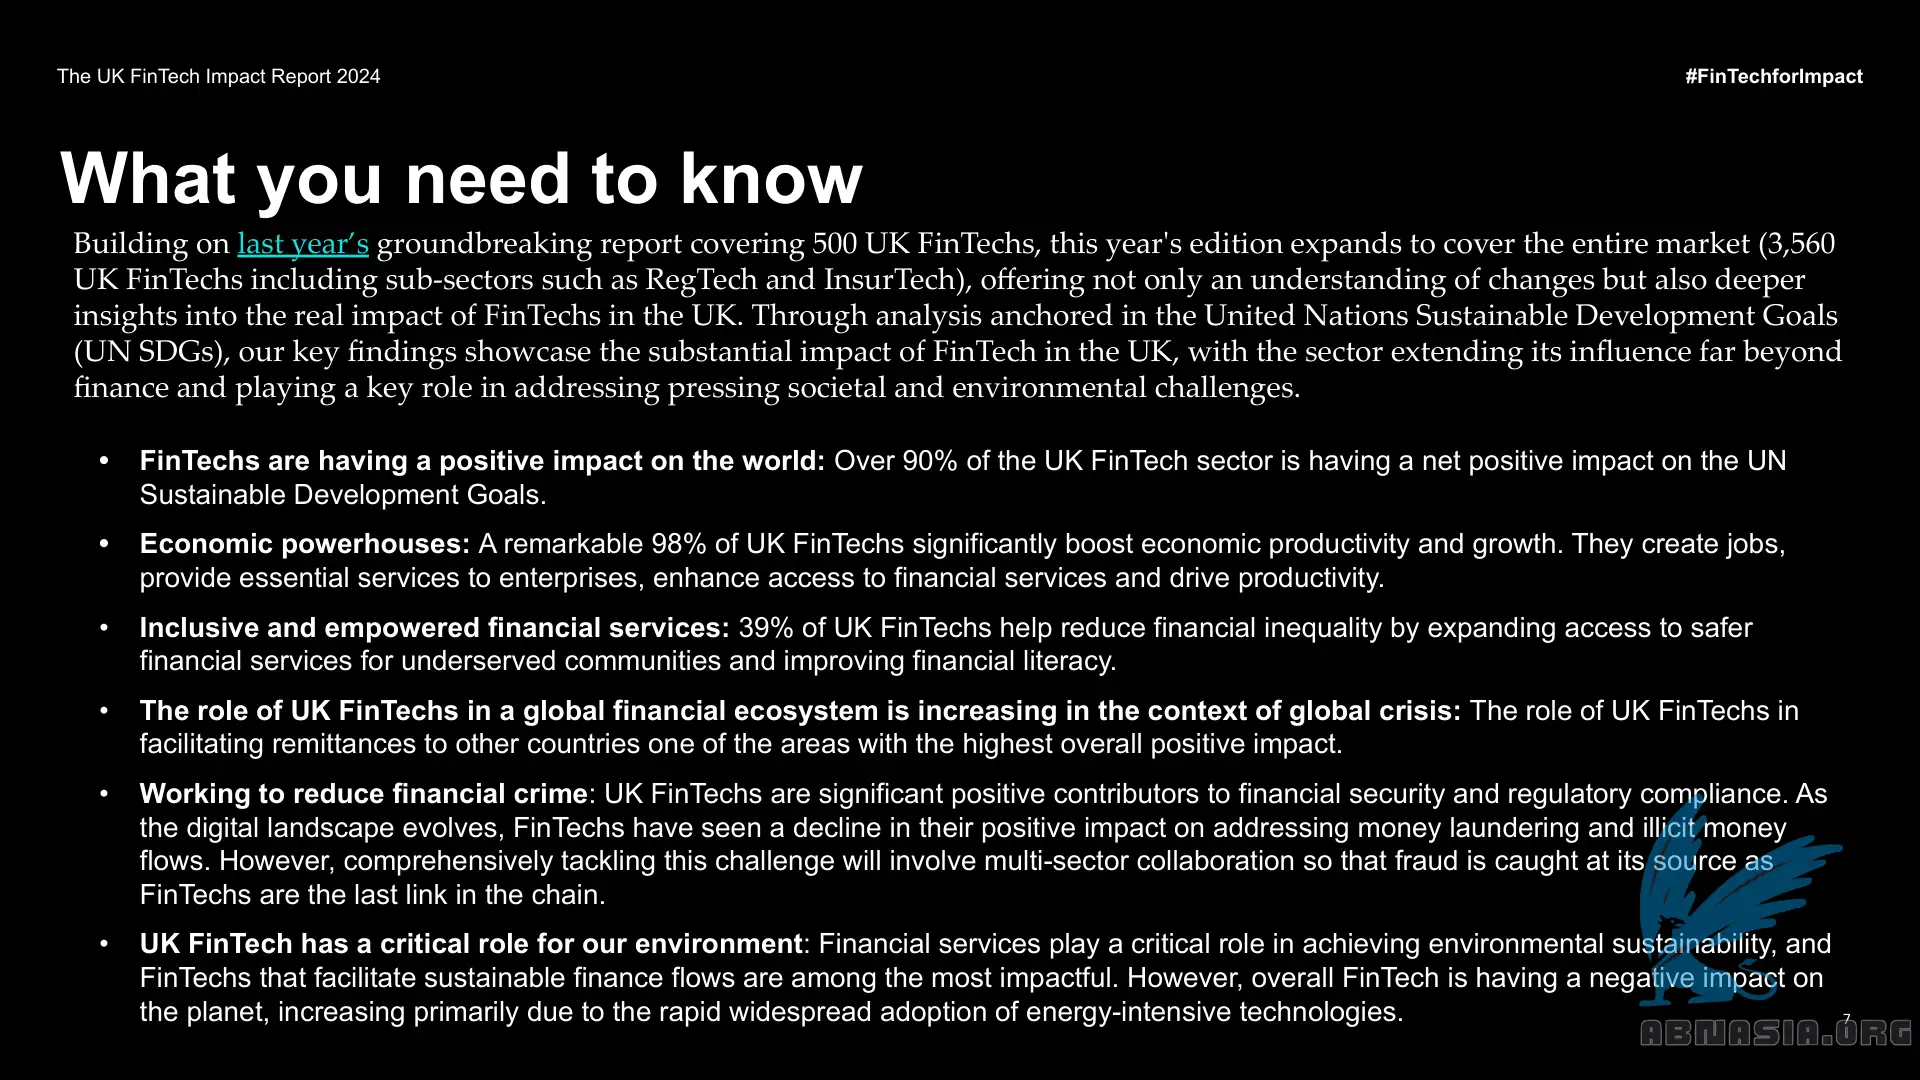 The UK FinTech Impact Report 2024
#FinTechforImpact
What you need to know
Building on last year’s groundbreaking report covering 500 UK FinTechs, this year's edition expands to cover the entire market (3,560
UK FinTechs including sub-sectors such as RegTech and InsurTech), offering not only an understanding of changes but also deeper
insights into the real impact of FinTechs in the UK. Through analysis anchored in the United Nations Sustainable Development Goals
(UN SDGs), our key findings showcase the substantial impact of FinTech in the UK, with the sector extending its influence far beyond
finance and playing a key role in addressing pressing societal and environmental challenges.
• FinTechs are having a positive impact on the world: Over 90% of the UK FinTech sector is having a net positive impact on the UN
Sustainable Development Goals.
• Economic powerhouses: A remarkable 98% of UK FinTechs significantly boost economic productivity and growth. They create jobs,
provide essential services to enterprises, enhance access to financial services and drive productivity.
• Inclusive and empowered financial services: 39% of UK FinTechs help reduce financial inequality by expanding access to safer
financial services for underserved communities and improving financial literacy.
• The role of UK FinTechs in a global financial ecosystem is increasing in the context of global crisis: The role of UK FinTechs in
facilitating remittances to other countries one of the areas with the highest overall positive impact.
• Working to reduce financial crime: UK FinTechs are significant positive contributors to financial security and regulatory compliance. As
the digital landscape evolves, FinTechs have seen a decline in their positive impact on addressing money laundering and illicit money
flows. However, comprehensively tackling this challenge will involve multi-sector collaboration so that fraud is caught at its source as
FinTechs are the last link in the chain.
• UK FinTech has a critical role for our environment: Financial services play a critical role in achieving environmental sustainability, and
FinTechs that facilitate sustainable finance flows are among the most impactful. However, overall FinTech is having a negative impact on
the planet, increasing primarily due to the rapid widespread adoption of energy-intensive technologies.
7
ABNASIA.ORG